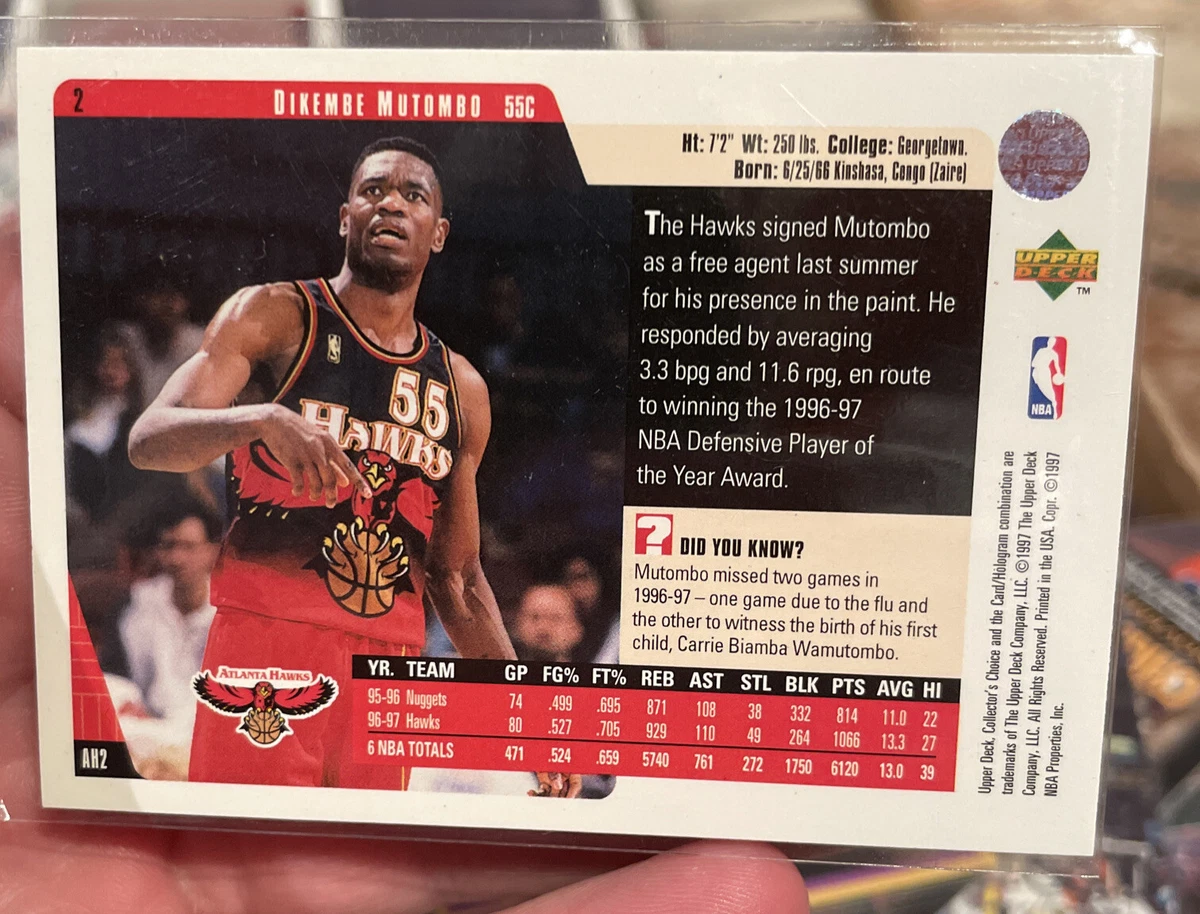 2
DIKEMBE MUTOMBO 55C
Ht: 7'2" Wt: 250 lbs. College: Georgetown.
Born: 6/25/66 Kinshasa, Congo (Zaire)
The Hawks signed Mutombo
as a free agent last summer
for his presence in the paint. He
responded by averaging
3.3 bpg and 11.6 rpg, en route
to winning the 1996-97
NBA Defensive Player of
the Year Award.
? DID YOU KNOW?
Mutombo missed two games in
1996-97 – one game due to the flu and
the other to witness the birth of his first
child, Carrie Biamba Wamutombo.
55
HAWKS
ATLANTA HAWKS
AH2
YR. TEAM GP FG% FT% REB AST STL BLK PTS AVG HI
95-96 Nuggets 74 .499 .695 871 108 38 332 814 11.0 22
96-97 Hawks 80 .527 .705 929 110 49 264 1066 13.3 27
6 NBA TOTALS 471 .524 .659 5740 761 272 1750 6120 13.0 39
UPPER
DECK
TM
NBA
Upper Deck, Collector's Choice and the Card/Hologram combination are
trademarks of The Upper Deck Company, LLC. ©1997 The Upper Deck
Company, LLC. All Rights Reserved. Printed in the USA. Copr. ©1997
NBA Properties, Inc.